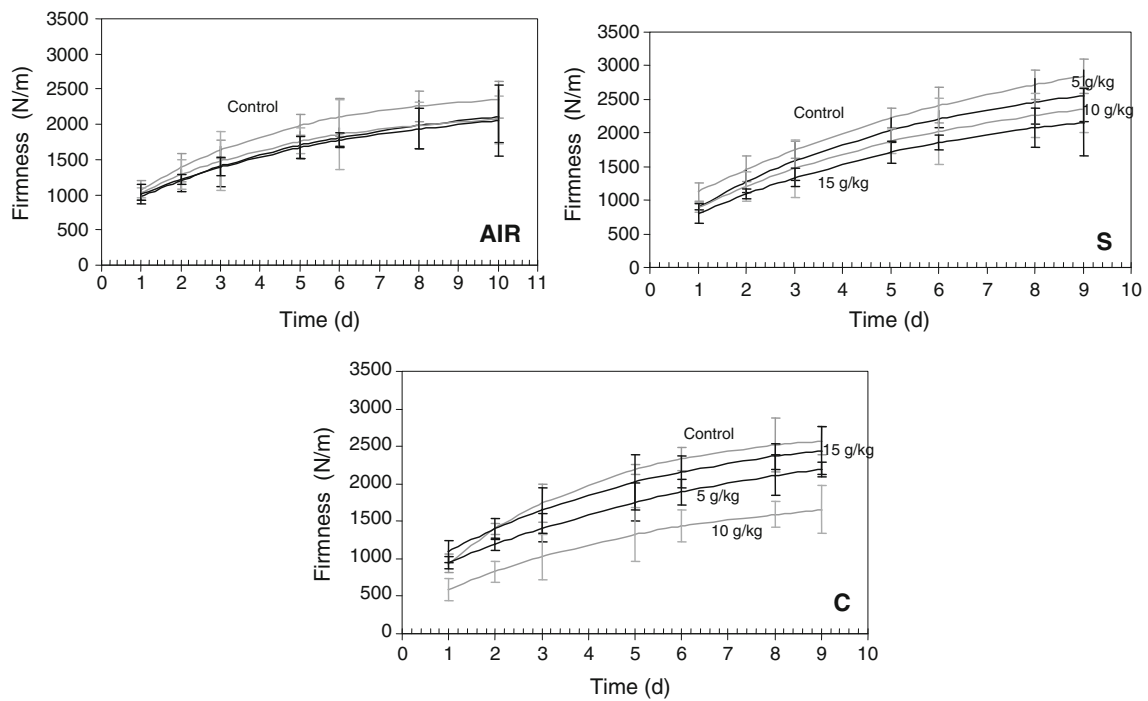 3500
3000
2500
2000
1500
1000
500
0
Firmness (N/m)
Control
AIR
0 1 2 3 4 5 6 7 8 9 10 11
Time (d)
3500
3000
2500
2000
1500
1000
500
0
Firmness (N/m)
Control
5 g/kg
10 g/kg
15 g/kg
S
0 1 2 3 4 5 6 7 8 9 10
Time (d)
3500
3000
2500
2000
1500
1000
500
0
Firmness (N/m)
Control
15 g/kg
5 g/kg
10 g/kg
C
0 1 2 3 4 5 6 7 8 9 10
Time (d)